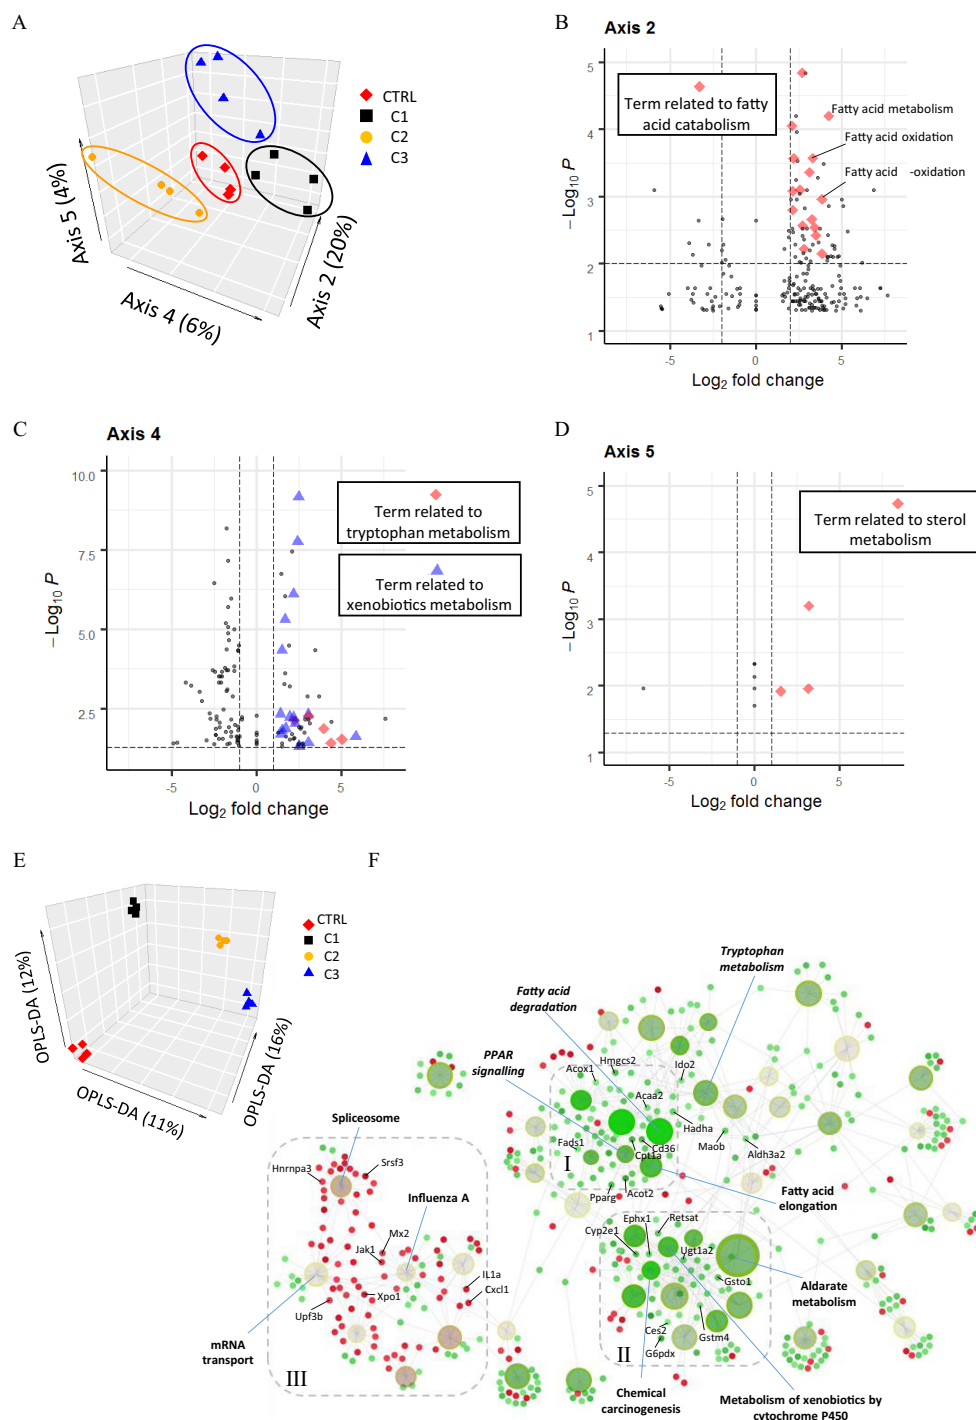 A
CTRL
C1
C2
C3
Axis 5 (4%)
Axis 4 (6%)
Axis 2 (20%)
B
Axis 2
Term related to fatty
acid catabolism
Fatty acid metabolism
Fatty acid oxidation
Fatty acid -oxidation
5
4
3
2
1
− Log10 P
-5
0
5
Log2 fold change
C
Axis 4
Term related to
tryptophan metabolism
Term related to
xenobiotics metabolism
10.0
7.5
5.0
2.5
− Log10 P
-5
0
5
Log2 fold change
D
Axis 5
Term related to sterol
metabolism
5
4
3
2
1
− Log10 P
-5
0
5
Log2 fold change
E
CTRL
C1
C2
C3
OPLS-DA (12%)
OPLS-DA (11%)
OPLS-DA (16%)
F
Tryptophan
metabolism
Fatty acid
degradation
PPAR
signalling
Hmgcs2
Acox1
Ido2
Acaa2
Hadha
Fads1
Cd36
Cpt1a
Maob
Aldh3a2
I
Pparg
Acot2
Fatty acid
elongation
Spliceosome
Hnrnpa3
Srsf3
Influenza A
Mx2
Jak1
IL1a
Cxcl1
Xpo1
Upf3b
mRNA
transport
III
Ephx1
Retsat
Cyp2e1
Ugt1a2
Gsto1
Aldarate
metabolism
Ces2
Gstm4
G6pdx
II
Chemical
carcinogenesis
Metabolism of xenobiotics by
cytochrome P450